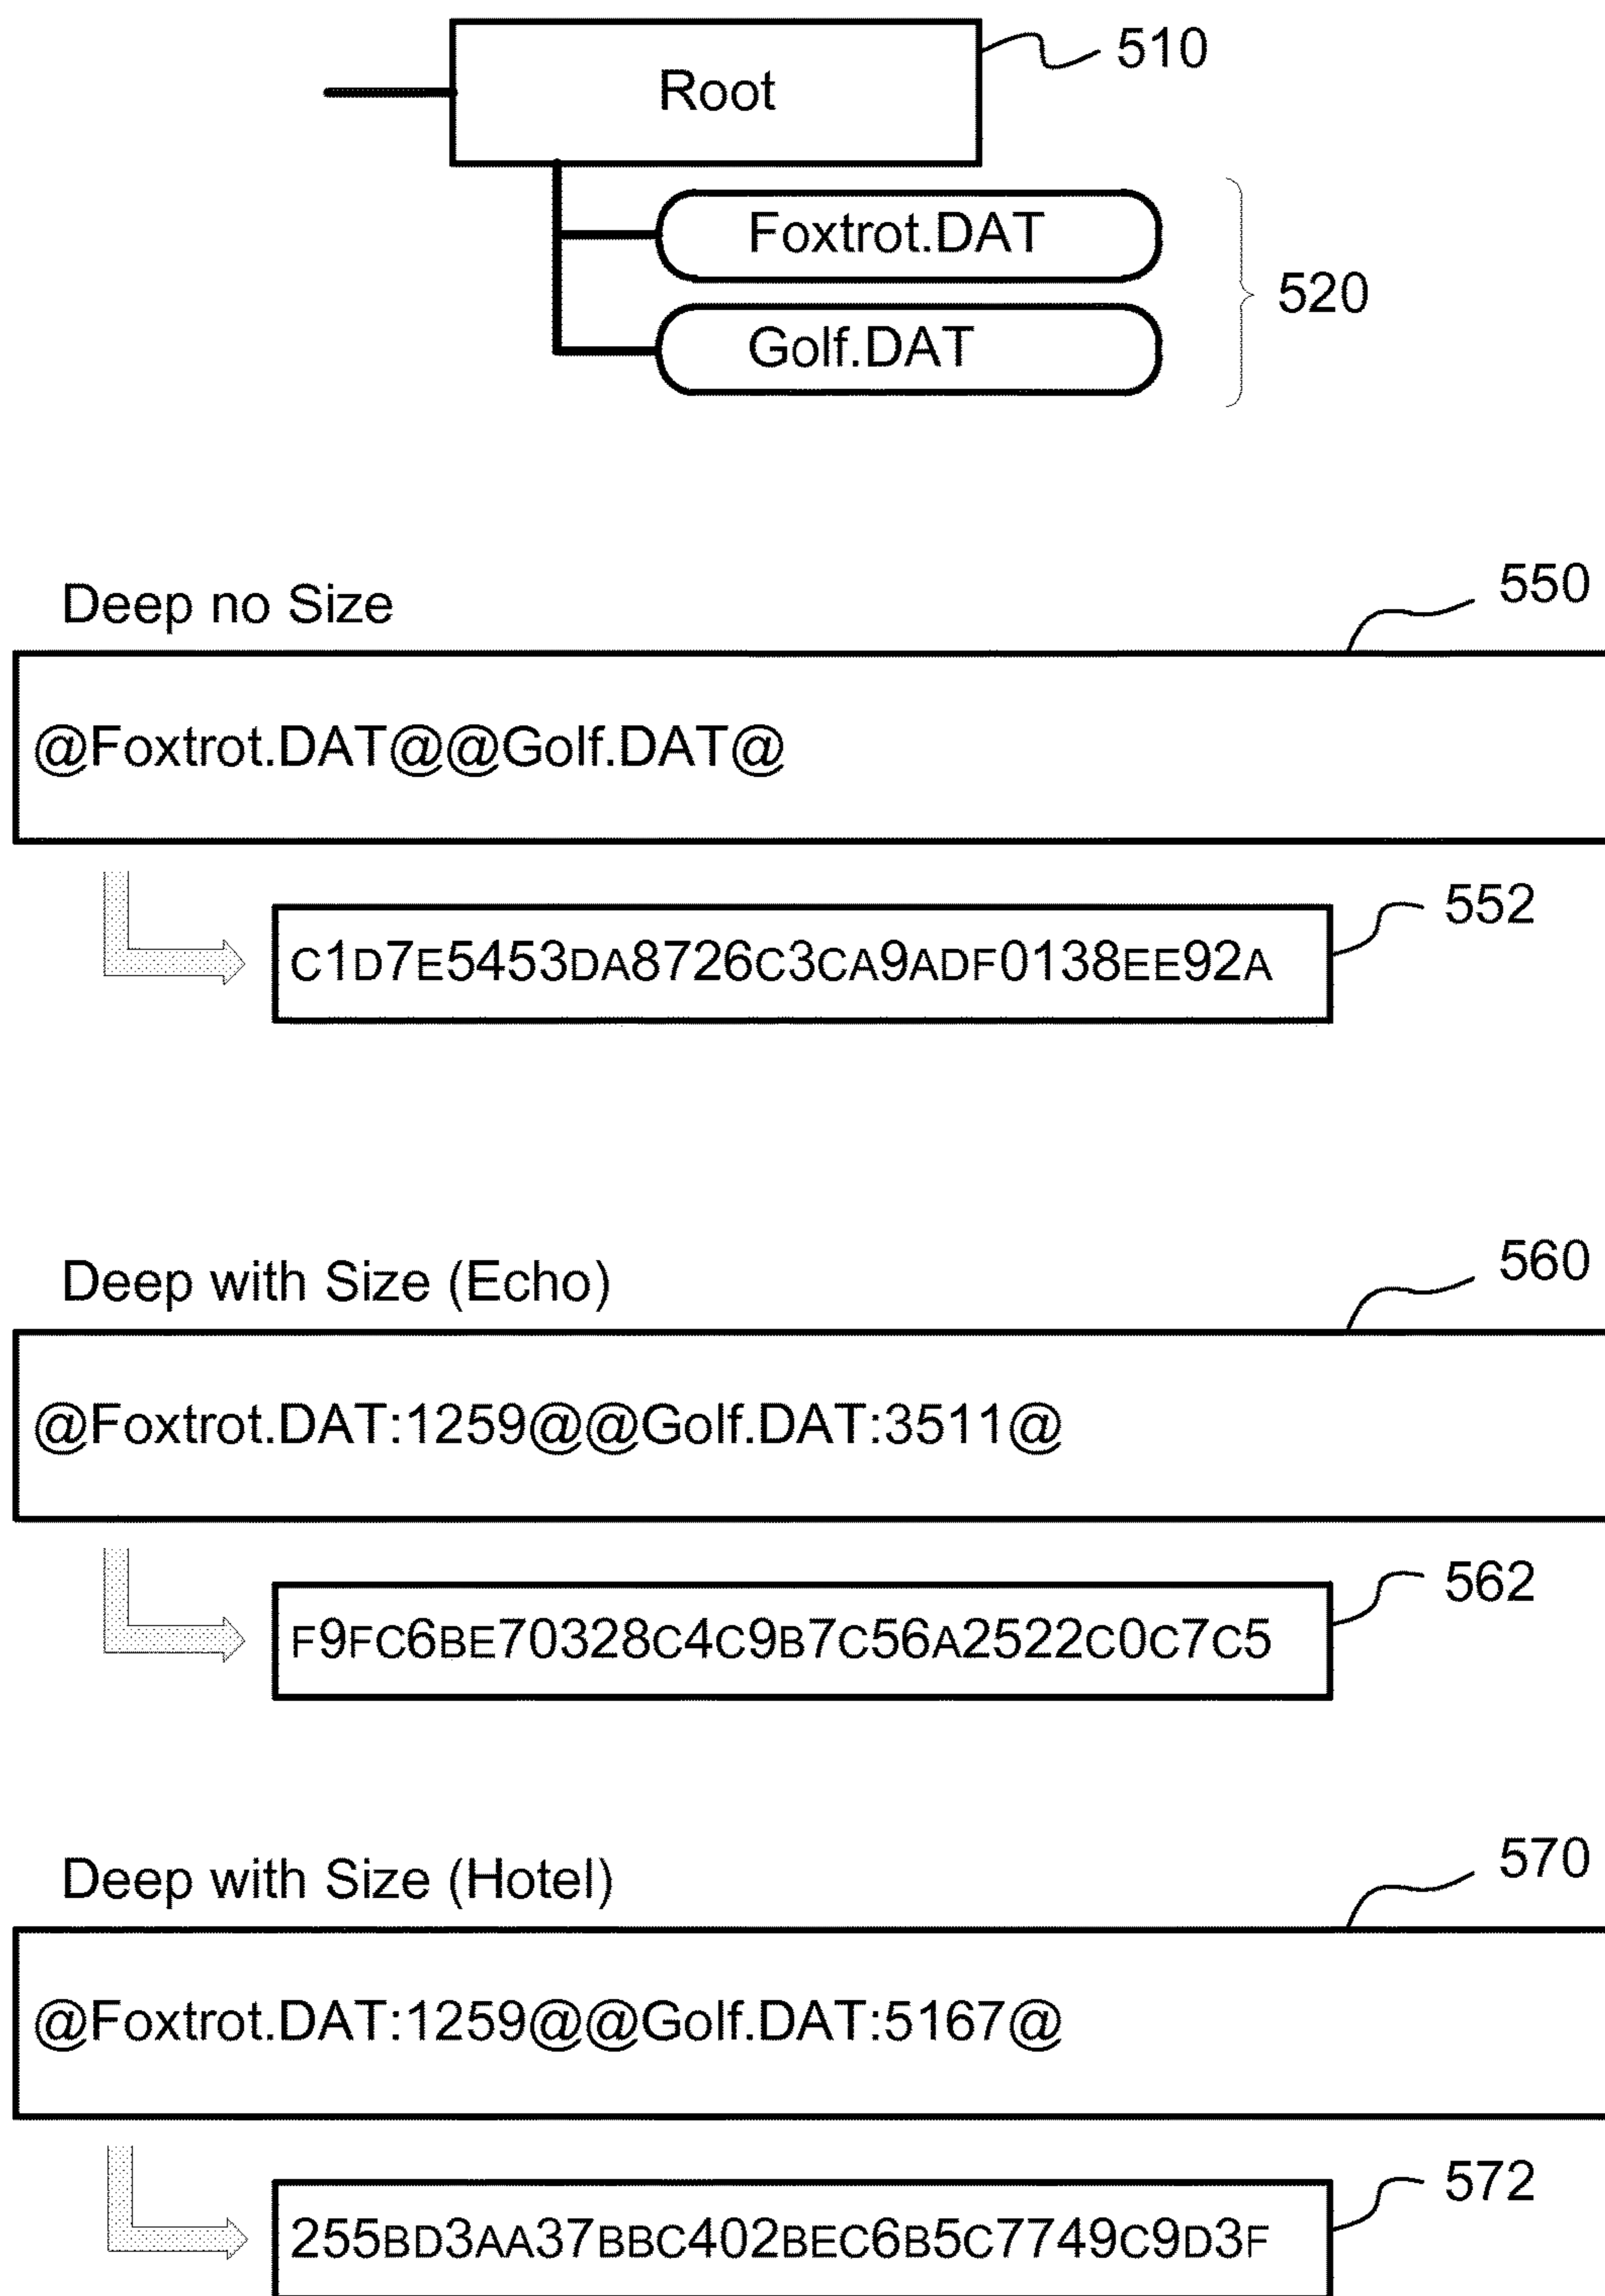 Root
510
Foxtrot.DAT
Golf.DAT
520
Deep no Size
550
@Foxtrot.DAT@@Golf.DAT@
552
C1D7E5453DA8726C3CA9ADF0138EE92A
Deep with Size (Echo)
560
@Foxtrot.DAT:1259@@Golf.DAT:3511@
562
F9FC6BE70328C4C9B7C56A2522C0C7C5
Deep with Size (Hotel)
570
@Foxtrot.DAT:1259@@Golf.DAT:5167@
572
255BD3AA37BBC402BEC6B5C7749C9D3F